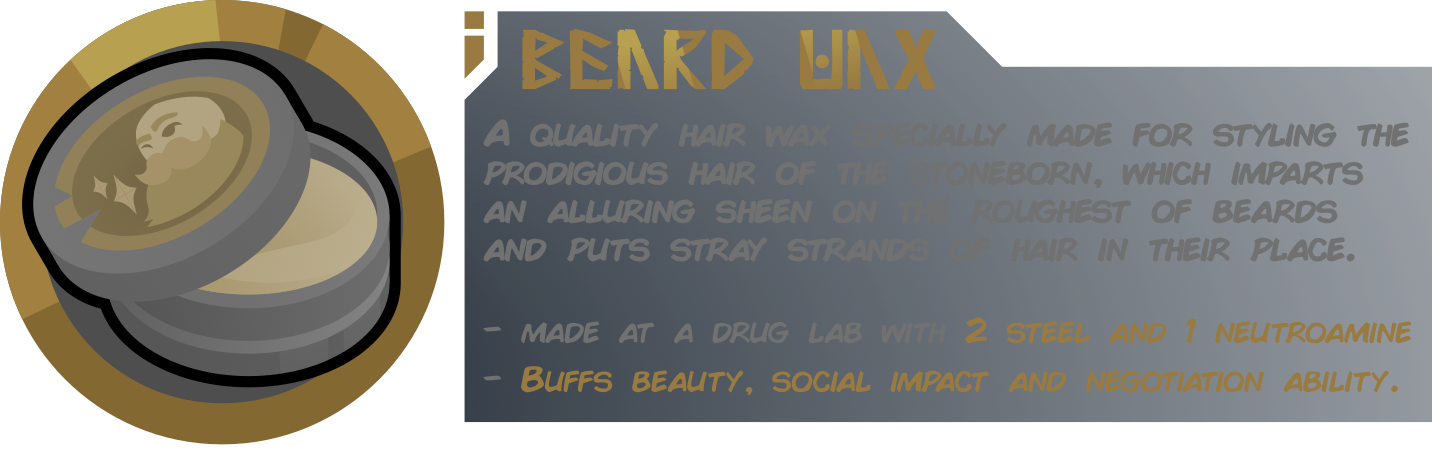 BEARD WAX
A QUALITY HAIR WAX SPECIALLY MADE FOR STYLING THE
PRODIGIOUS HAIR OF THE STONEBORN, WHICH IMPARTS
AN ALLURING SHEEN ON THE ROUGHEST OF BEARDS
AND PUTS STRAY STRANDS OF HAIR IN THEIR PLACE.
- MADE AT A DRUG LAB WITH 2 STEEL AND 1 NEUTROAMINE
- BUFFS BEAUTY, SOCIAL IMPACT AND NEGOTIATION ABILITY.